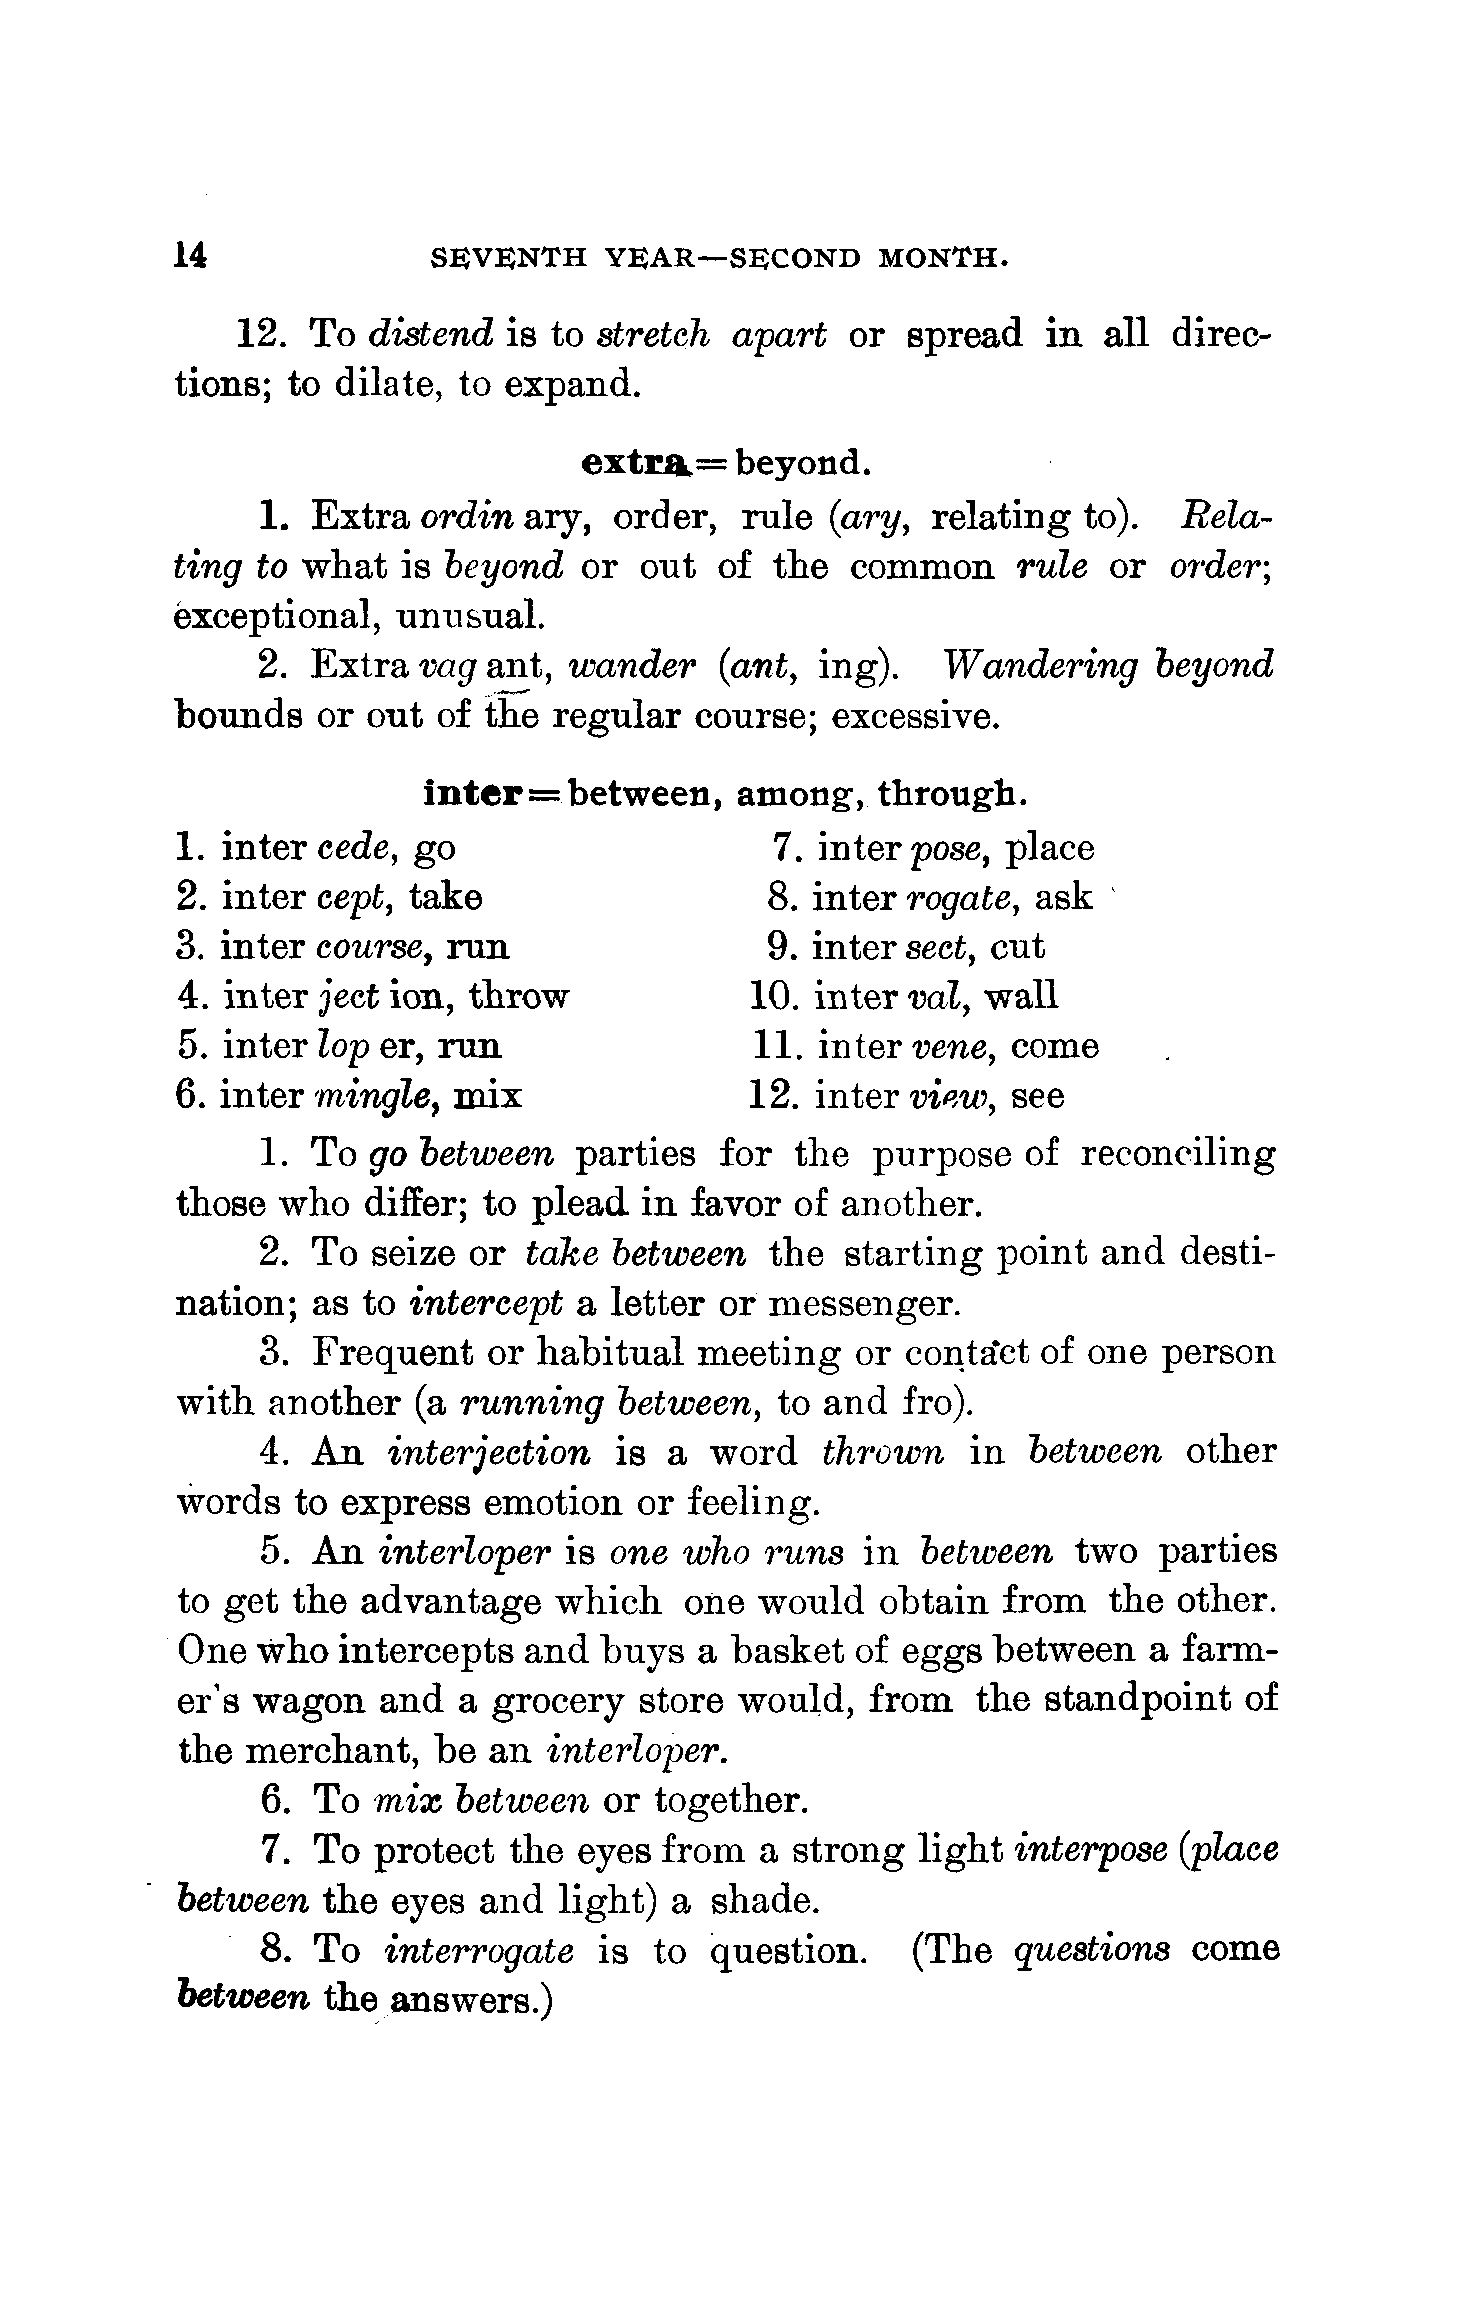 14 SEVENTH YEAR—SECOND MONTH.
12. To distend is to stretch apart or spread in all direc-
tions; to dilate, to expand.
extra=beyond.
1. Extra ordin ary, order, rule (ary, relating to). Rela-
ting to what is beyond or out of the common rule or order;
exceptional, unusual.
2. Extra vag ant, wander (ant, ing). Wandering beyond
bounds or out of the regular course; excessive.
inter=between, among, through.
1. inter cede, go
2. inter cept, take
3. inter course, run
4. inter ject ion, throw
5. inter lop er, run
6. inter mingle, mix
7. inter pose, place
8. inter rogate, ask
9. inter sect, cut
10. inter val, wall
11. inter vene, come
12. inter view, see
1. To go between parties for the purpose of reconciling
those who differ; to plead in favor of another.
2. To seize or take between the starting point and desti-
nation; as to intercept a letter or messenger.
3. Frequent or habitual meeting or contact of one person
with another (a running between, to and fro).
4. An interjection is a word thrown in between other
words to express emotion or feeling.
5. An interloper is one who runs in between two parties
to get the advantage which one would obtain from the other.
One who intercepts and buys a basket of eggs between a farm-
er's wagon and a grocery store would, from the standpoint of
the merchant, be an interloper.
6. To mix between or together.
7. To protect the eyes from a strong light interpose (place
between the eyes and light) a shade.
8. To interrogate is to question. (The questions come
between the answers.)